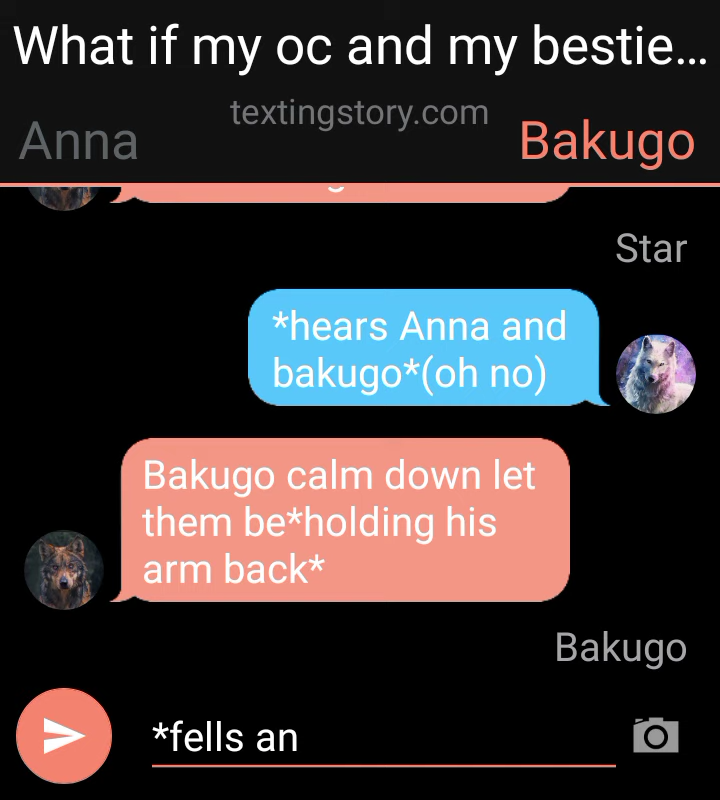 What if my oc and my bestie...
textingstory.com
Anna
Bakugo
Star
*hears Anna and
bakugo*(oh no)
Bakugo calm down let
them be*holding his
arm back*
Bakugo
*fells an